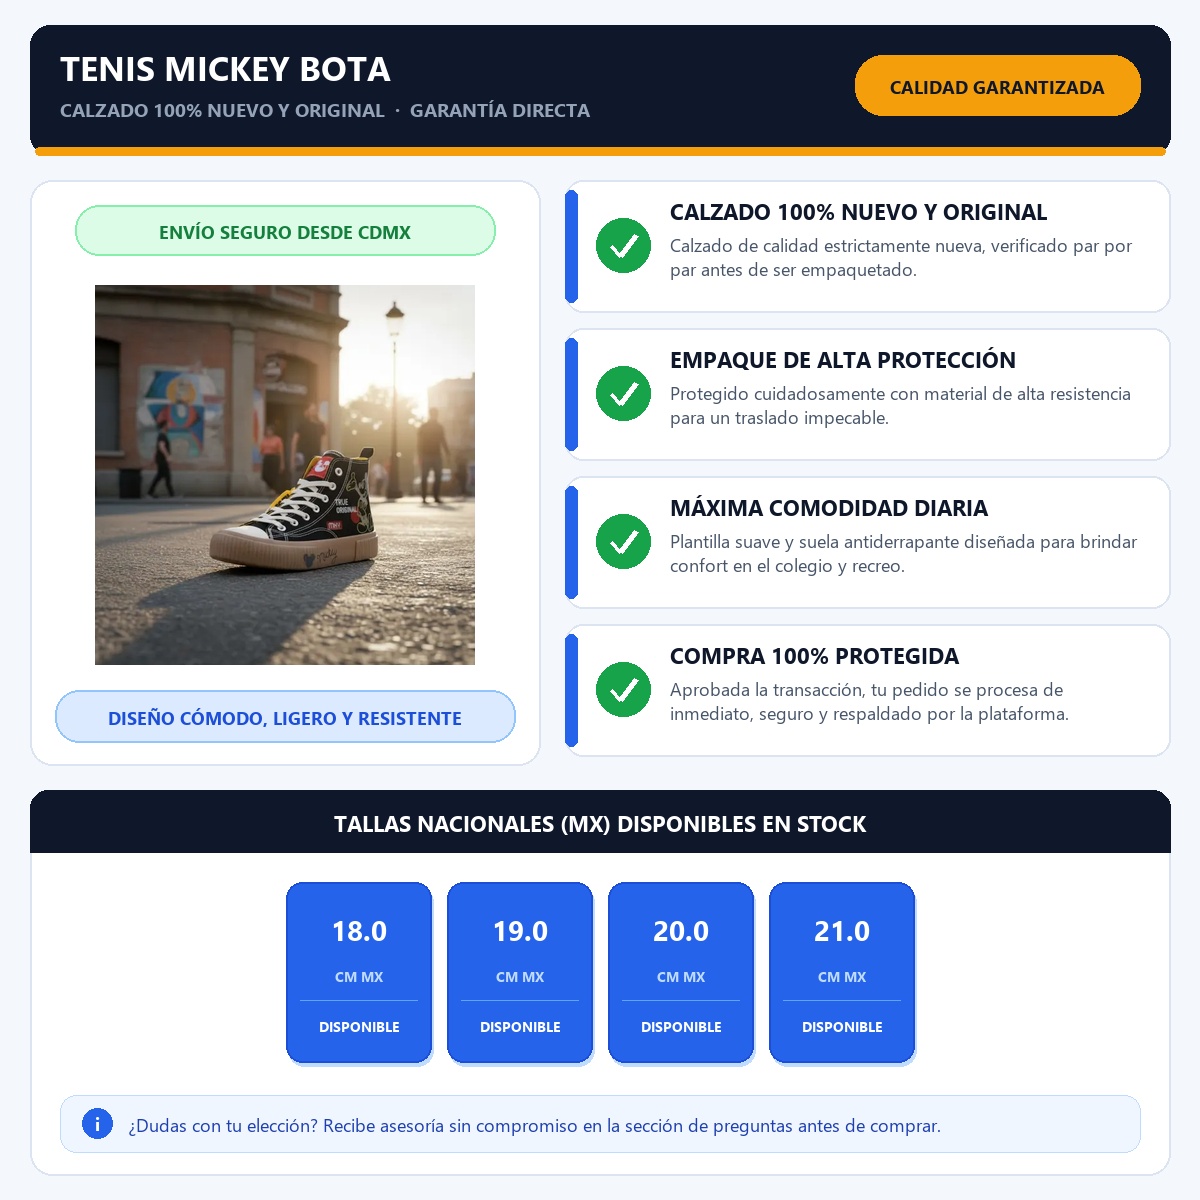 TENIS MICKEY BOTA
CALZADO 100% NUEVO Y ORIGINAL · GARANTÍA DIRECTA
CALIDAD GARANTIZADA
ENVÍO SEGURO DESDE CDMX
TRUE
ORIGINAL
DISEÑO CÓMODO, LIGERO Y RESISTENTE
CALZADO 100% NUEVO Y ORIGINAL
Calzado de calidad estrictamente nueva, verificado par por
par antes de ser empaquetado.
EMPAQUE DE ALTA PROTECCIÓN
Protegido cuidadosamente con material de alta resistencia
para un traslado impecable.
MÁXIMA COMODIDAD DIARIA
Plantilla suave y suela antiderrapante diseñada para brindar
confort en el colegio y recreo.
COMPRA 100% PROTEGIDA
Aprobada la transacción, tu pedido se procesa de
inmediato, seguro y respaldado por la plataforma.
TALLAS NACIONALES (MX) DISPONIBLES EN STOCK
18.0
CM MX
DISPONIBLE
19.0
CM MX
DISPONIBLE
20.0
CM MX
DISPONIBLE
21.0
CM MX
DISPONIBLE
¿Dudas con tu elección? Recibe asesoría sin compromiso en la sección de preguntas antes de comprar.